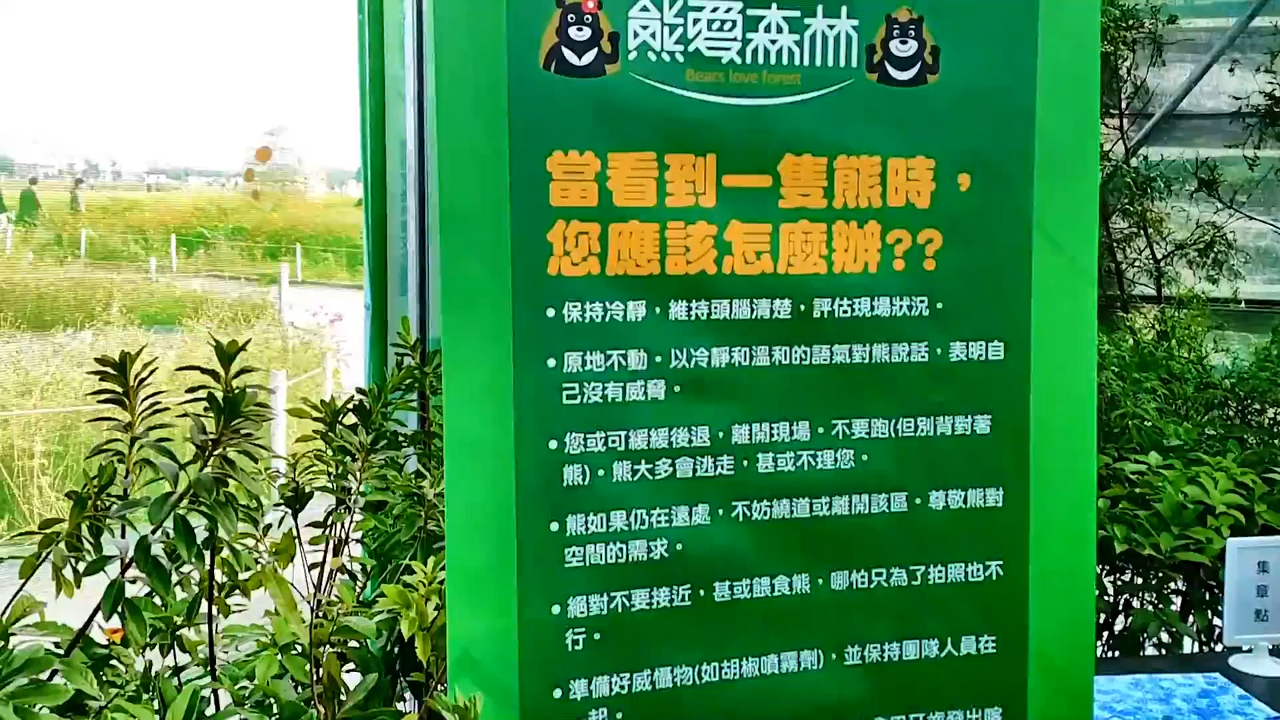 熊愛森林
Bears love forest
當看到一隻熊時，
您應該怎麼辦??
•保持冷靜，維持頭腦清楚，評估現場狀況。
•原地不動。以冷靜和溫和的語氣對熊說話，表明自
己沒有威脅。
•您或可緩緩後退，離開現場。不要跑(但別背對著
熊)。熊大多會逃走，甚或不理您。
•熊如果仍在遠處，不妨繞道或離開該區。尊敬熊對
空間的需求。
•絕對不要接近，甚或餵食熊，哪怕只為了拍照也不
行。
•準備好威懾物(如胡椒噴霧劑)，並保持團隊人員在
一起。
集章點